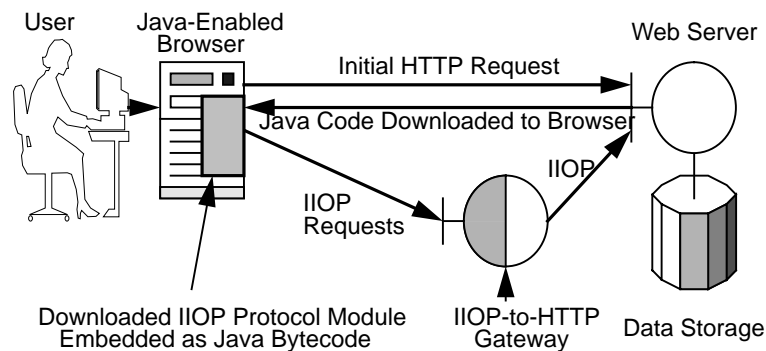 User
Java-Enabled
Browser
Web Server
Initial HTTP Request
Java Code Downloaded to Browser
IIOP
IIOP
Requests
Downloaded IIOP Protocol Module
Embedded as Java Bytecode
IIOP-to-HTTP
Gateway
Data Storage